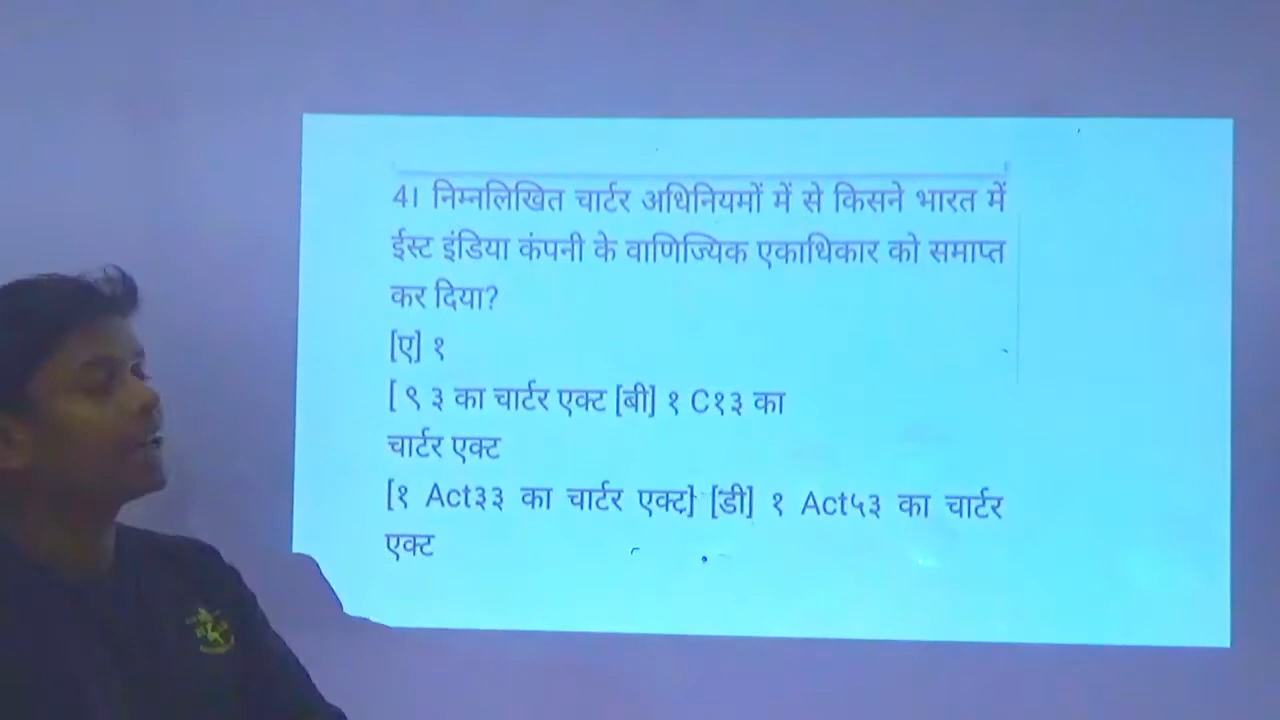 4। निम्नलिखित चार्टर अधिनियमों में से किसने भारत में
ईस्ट इंडिया कंपनी के वाणिज्यिक एकाधिकार को समाप्त
कर दिया?
[ए] १
[ ९ ३ का चार्टर एक्ट [बी] १ C१३ का
चार्टर एक्ट
[१ Act३३ का चार्टर एक्ट] [डी] १ Act५३ का चार्टर
एक्ट